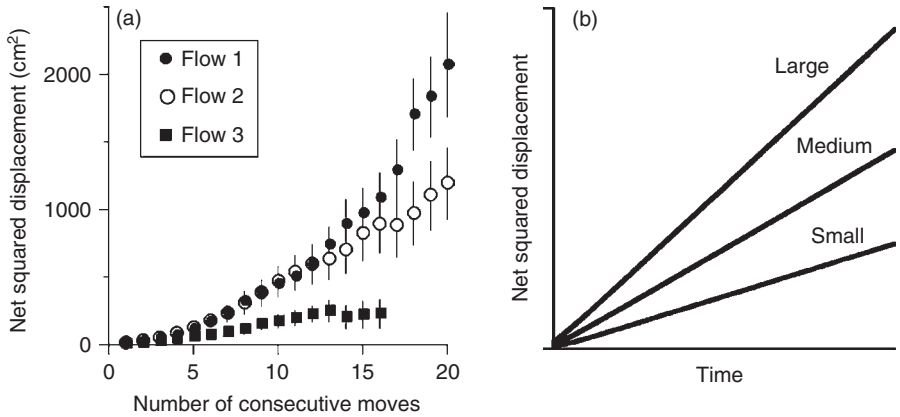 (a)
Net squared displacement (cm²)
2000
1000
0
Flow 1
Flow 2
Flow 3
0 5 10 15 20
Number of consecutive moves
(b)
Net squared displacement
Large
Medium
Small
Time